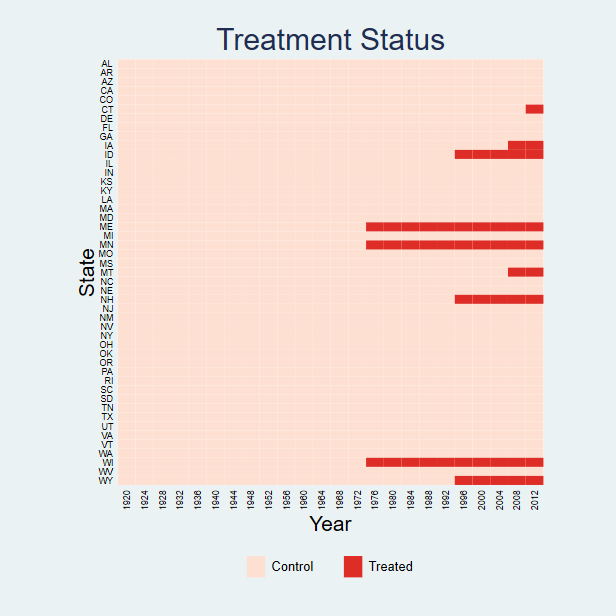 Treatment Status
AL
AR
AZ
CA
CO
CT
DE
FL
GA
IA
ID
IL
IN
KS
KY
LA
MA
MD
ME
MI
MN
MO
MS
MT
NC
NE
NH
NJ
NM
NV
NY
OH
OK
OR
PA
RI
SC
SD
TN
TX
UT
VA
VT
WA
WI
WV
WY
State
1920 1924 1928 1932 1936 1940 1944 1948 1952 1956 1960 1964 1968 1972 1976 1980 1984 1988 1992 1996 2000 2004 2008 2012
Year
Control Treated